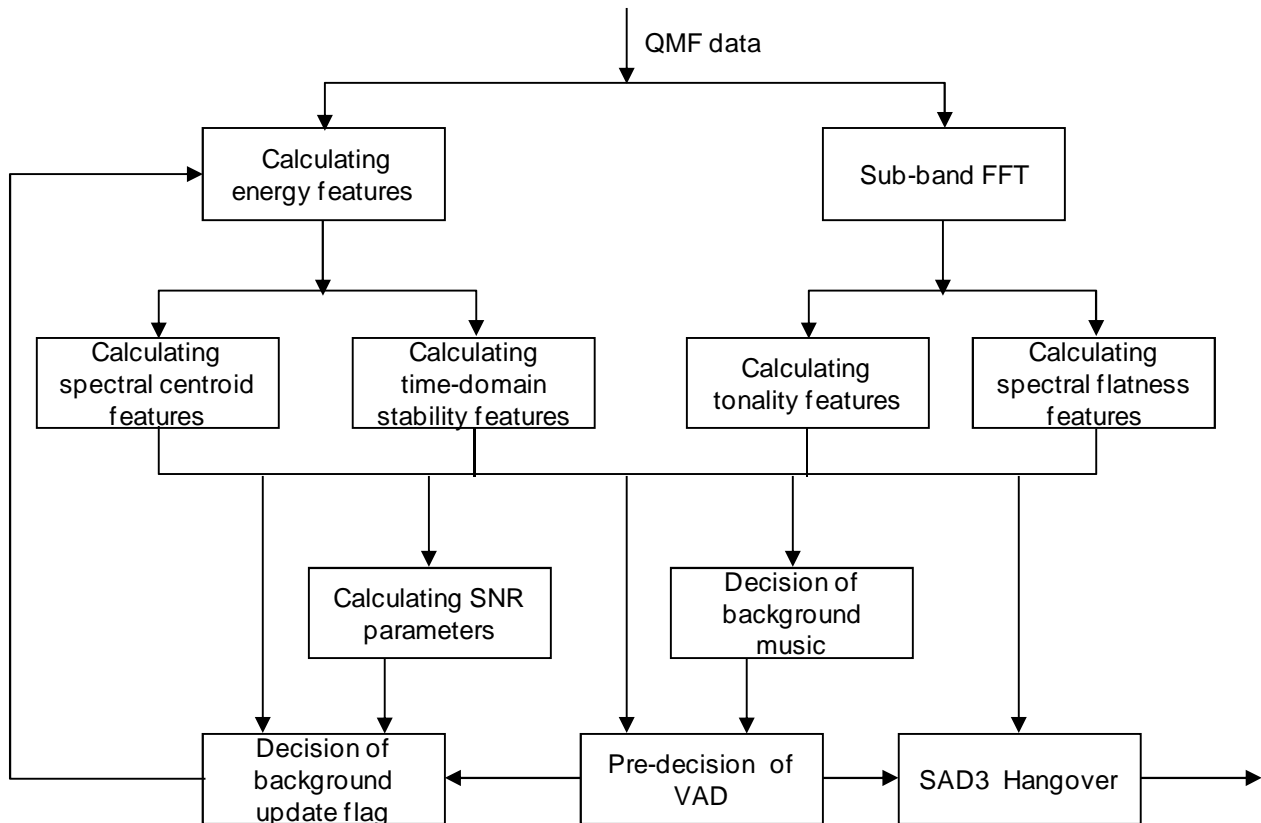 QMF data
Calculating
energy features
Sub-band FFT
Calculating
spectral centroid
features
Calculating
time-domain
stability features
Calculating
tonality features
Calculating
spectral flatness
features
Calculating SNR
parameters
Decision of
background
music
Decision of
background
update flag
Pre-decision of
VAD
SAD3 Hangover